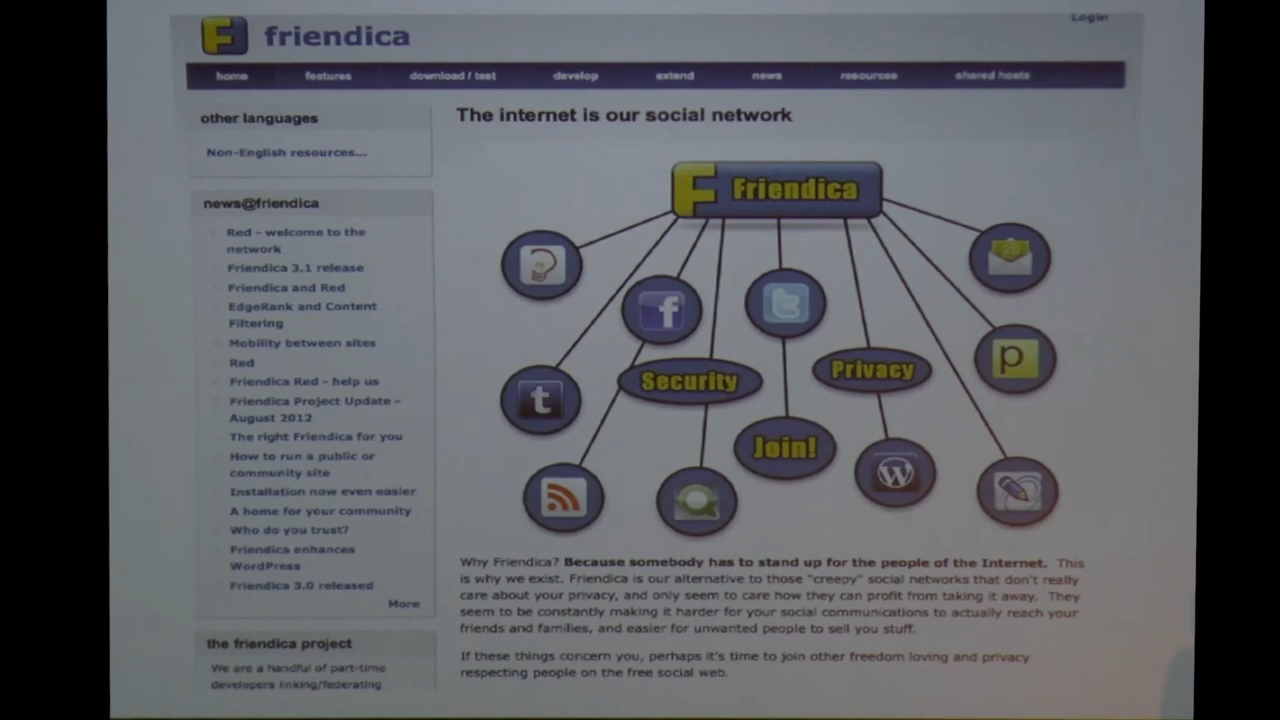 friendica
Login
home features download / test develop extend news resources shared hosts
other languages
Non-English resources...
news@friendica
Red - welcome to the
network
Friendica 3.1 release
Friendica and Red
EdgeRank and Content
Filtering
Mobility between sites
Red
Friendica Red - help us
Friendica Project Update -
August 2012
The right Friendica for you
How to run a public or
community site
Installation now even easier
A home for your community
Who do you trust?
Friendica enhances
WordPress
Friendica 3.0 released
More
the friendica project
We are a handful of part-time
developers linking/federating
The internet is our social network
F Friendica
f
t
Security
Privacy
p
t
Join!
W
Why Friendica? Because somebody has to stand up for the people of the Internet. This
is why we exist. Friendica is our alternative to those "creepy" social networks that don't really
care about your privacy, and only seem to care how they can profit from taking it away. They
seem to be constantly making it harder for your social communications to actually reach your
friends and families, and easier for unwanted people to sell you stuff.
If these things concern you, perhaps it's time to join other freedom loving and privacy
respecting people on the free social web.